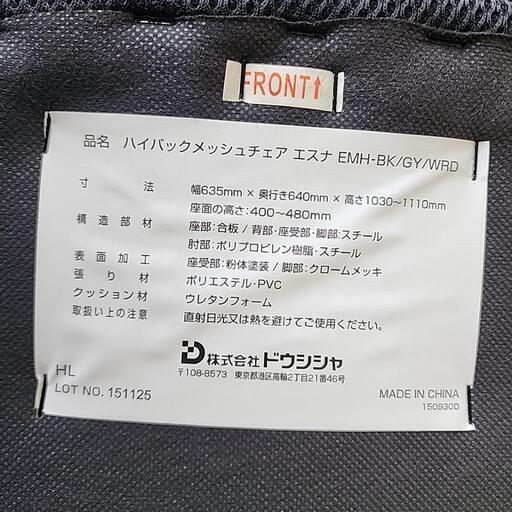 FRONT↑
品名 ハイバックメッシュチェア エスナ EMH-BK/GY/WRD
寸法 幅635mm×奥行き640mm×高さ1030〜1110mm
座面の高さ:400〜480mm
構造部材 座部:合板/背部・座受部・脚部:スチール
肘部:ポリプロピレン樹脂・スチール
表面加工 座受部:粉体塗装/脚部:クロームメッキ
張り材 ポリエステル・PVC
クッション材 ウレタンフォーム
取扱い上の注意 直射日光又は熱を避けてご使用ください。
株式会社ドウシシャ
〒108-8573 東京都港区高輪2丁目21番46号
HL
LOT NO. 151125
MADE IN CHINA
150930D